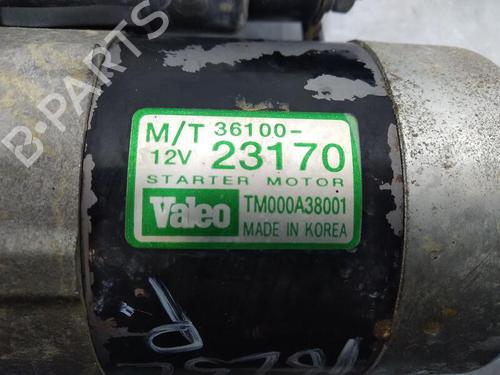 B-PARTS
M/T 36100-
12V 23170
STARTER MOTOR
Valeo TM000A38001
MADE IN KOREA